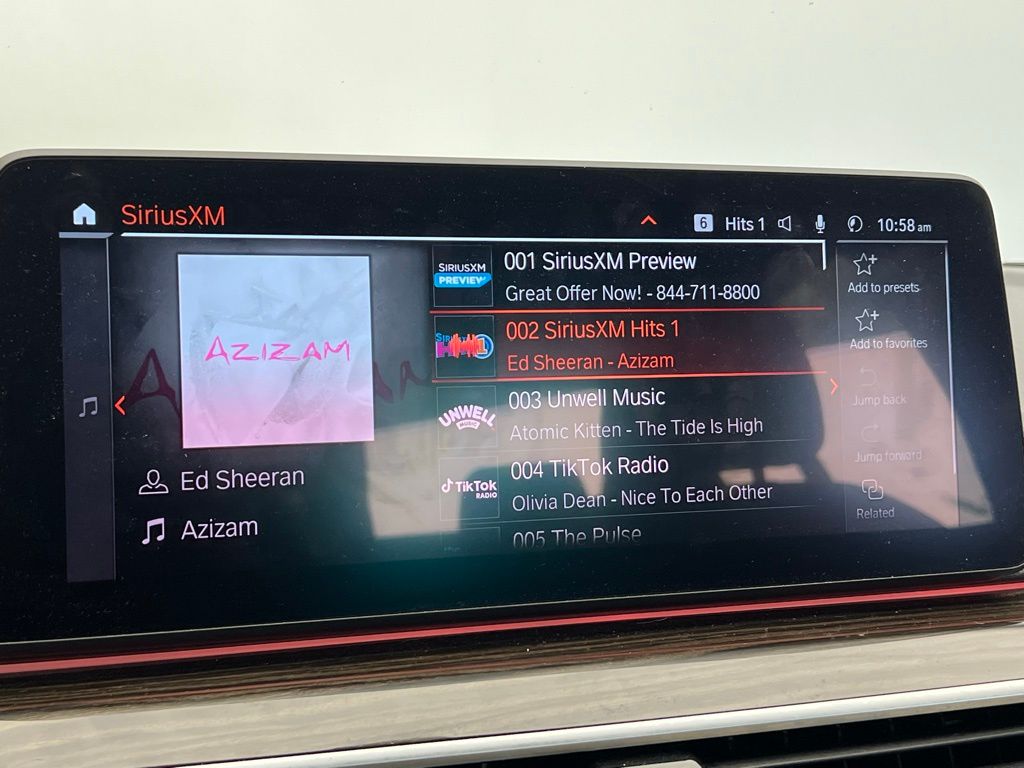 SiriusXM
6 Hits 1 10:58 am
AZIZAM
Ed Sheeran
Azizam
SIRIUSXM
PREVIEW
001 SiriusXM Preview
Great Offer Now! - 844-711-8800
002 SiriusXM Hits 1
Ed Sheeran - Azizam
UNWELL
MUSIC
003 Unwell Music
Atomic Kitten - The Tide Is High
TikTok
RADIO
004 TikTok Radio
Olivia Dean - Nice To Each Other
005 The Pulse
Add to presets
Add to favorites
Jump back
Jump forward
Related